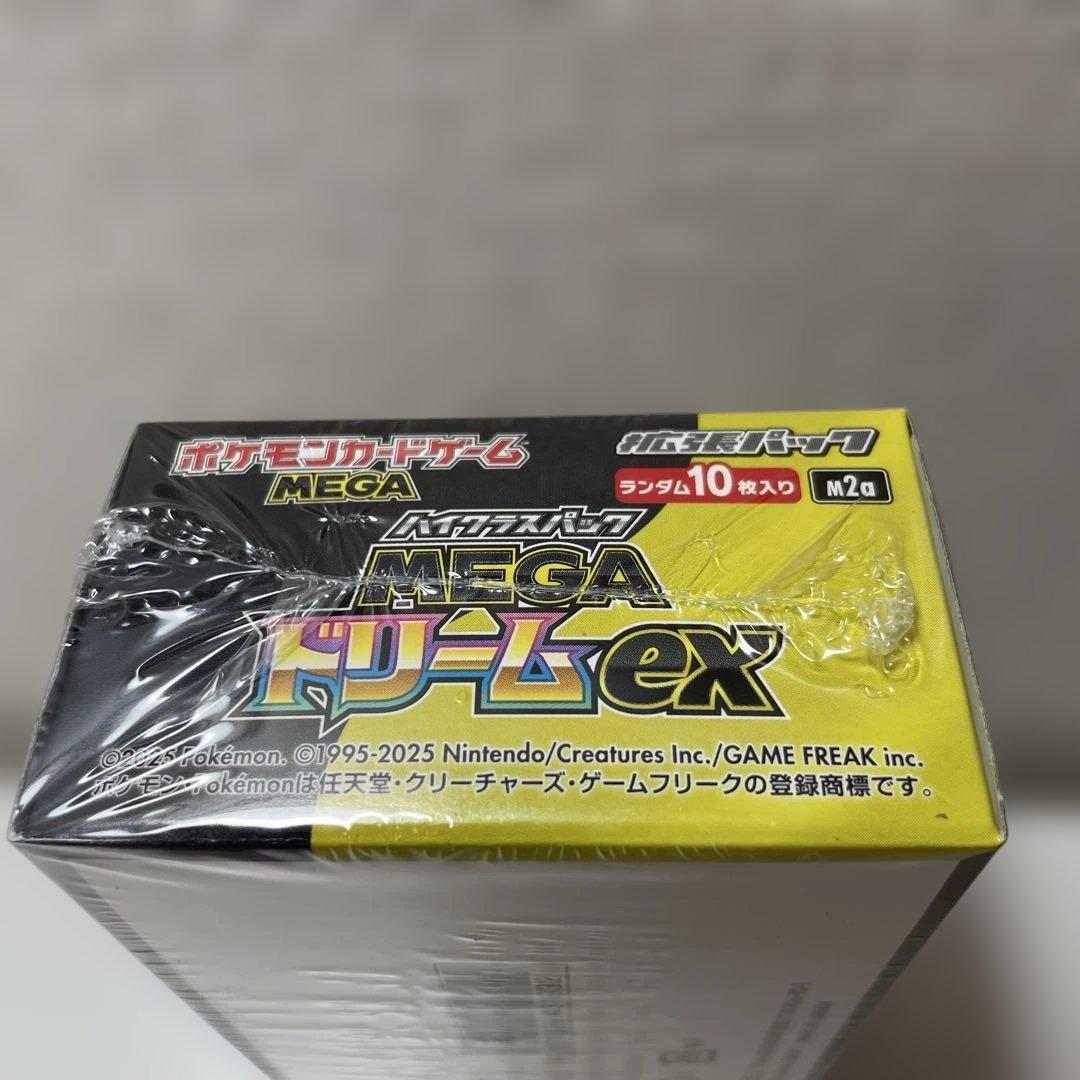 ポケモンカードゲーム
MEGA
拡張パック
ランダム10枚入り
M2a
ハイクラスパック
MEGA
ドリームex
©2025 Pokémon. ©1995-2025 Nintendo/Creatures Inc./GAME FREAK inc.
ポケモン・Pokémonは任天堂・クリーチャーズ・ゲームフリークの登録商標です。